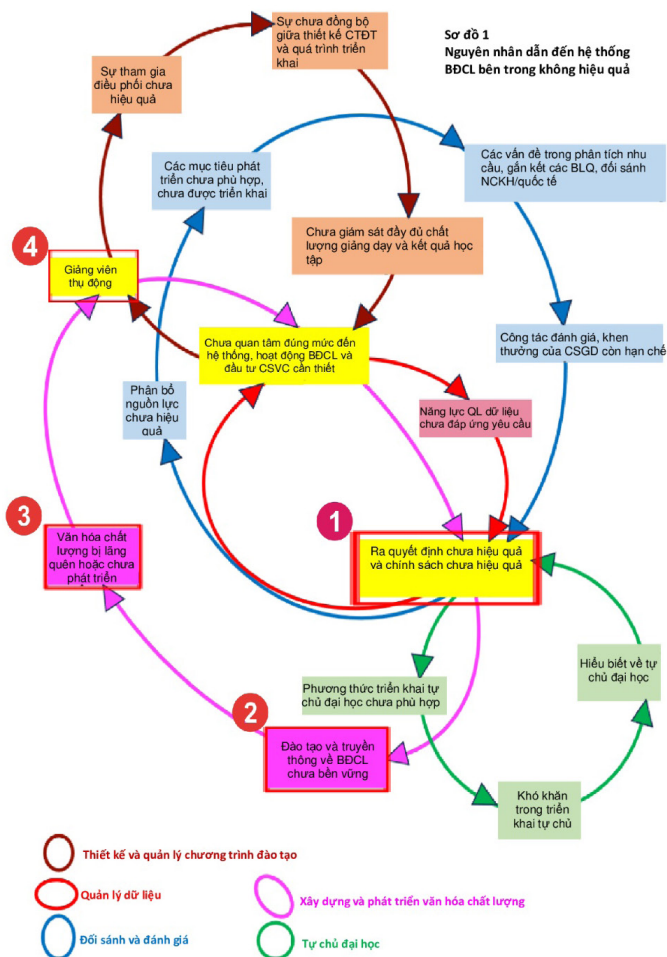 Sơ đồ 1
Nguyên nhân dẫn đến hệ thống
BĐCL bên trong không hiệu quả
Sự chưa đồng bộ
giữa thiết kế CTĐT
và quá trình triển
khai
Sự tham gia
điều phối chưa
hiệu quả
Các mục tiêu phát
triển chưa phù hợp,
chưa được triển khai
Các vấn đề trong phân tích nhu
cầu, gắn kết các BLQ, đối sánh
NCKH/quốc tế
Chưa giám sát đầy đủ chất
lượng giảng dạy và kết quả học
tập
4
Giảng viên
thụ động
Chưa quan tâm đúng mức đến
hệ thống, hoạt động BĐCL và
đầu tư CSVC cần thiết
Công tác đánh giá, khen
thưởng của CSGD còn hạn chế
Phân bổ
nguồn lực
chưa hiệu
quả
Năng lực QL dữ liệu
chưa đáp ứng yêu cầu
3
Văn hóa chất
lượng bị lãng
quên hoặc chưa
phát triển
1
Ra quyết định chưa hiệu quả
và chính sách chưa hiệu quả
Hiểu biết về tự
chủ đại học
Phương thức triển khai tự
chủ đại học chưa phù hợp
2
Đào tạo và truyền
thông về BĐCL
chưa bền vững
Khó khăn
trong triển
khai tự chủ
Thiết kế và quản lý chương trình đào tạo
Quản lý dữ liệu
Xây dựng và phát triển văn hóa chất lượng
Đối sánh và đánh giá
Tự chủ đại học